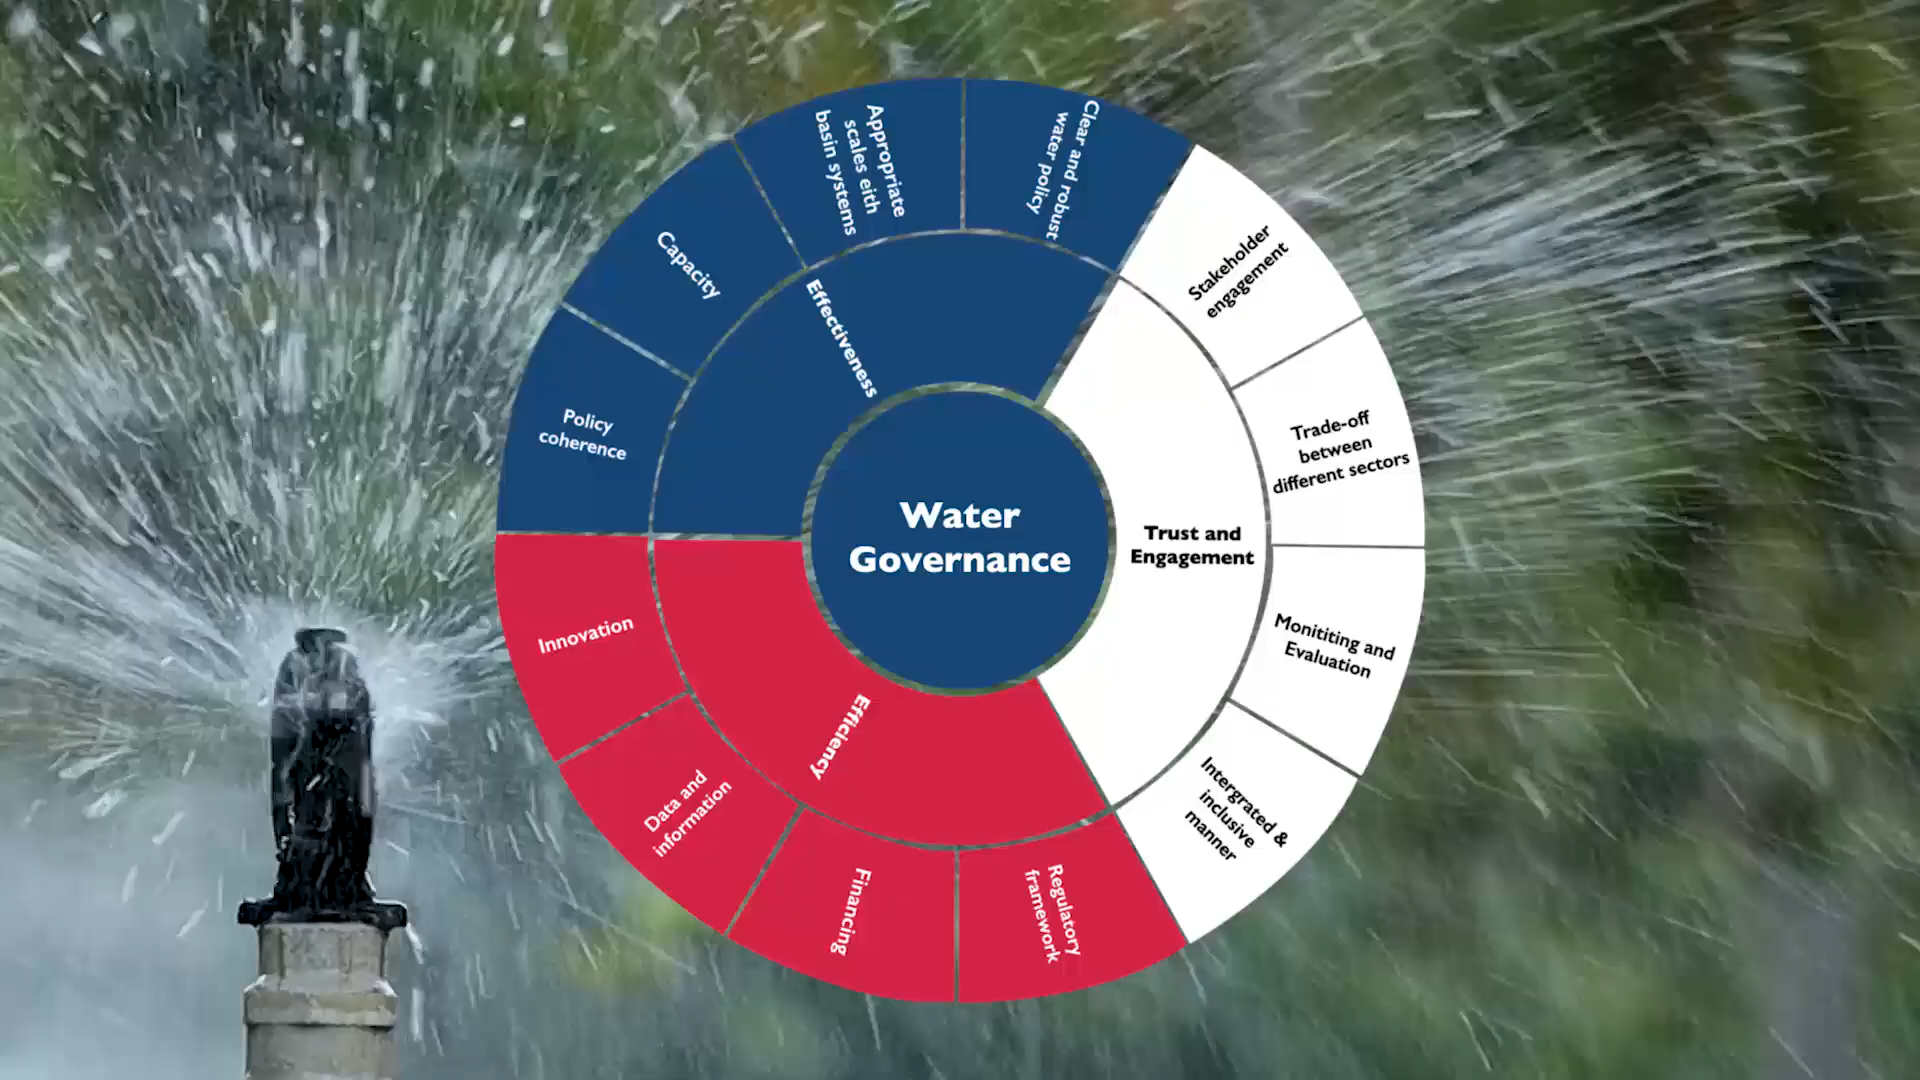 Water
Governance
Effectiveness
Trust and
Engagement
Efficiency
Clear and robust
water policy
Stakeholder
engagement
Trade-off
between
different sectors
Monititing and
Evaluation
Intergrated &
inclusive
manner
Regulatory
framework
Financing
Data and
information
Innovation
Policy
coherence
Capacity
Appropriate
scales eith
basin systems